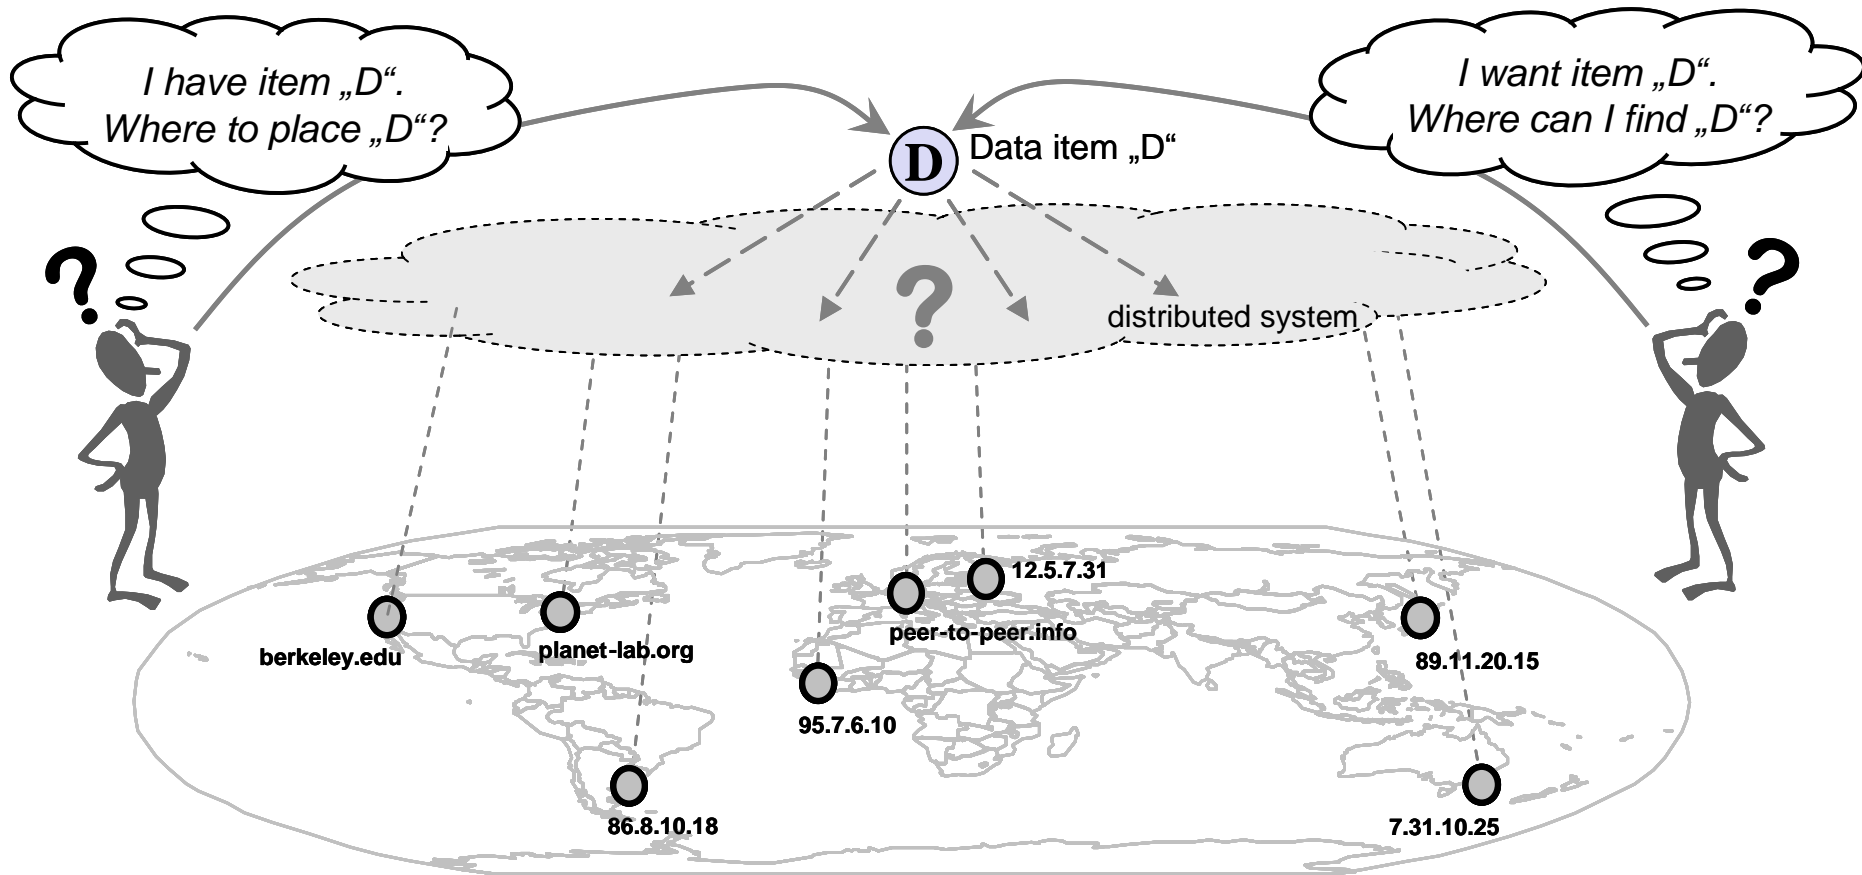 I have item „D“.
Where to place „D“?
I want item „D“.
Where can I find „D“?
D
Data item „D“
?
?
?
distributed system
12.5.7.31
peer-to-peer.info
berkeley.edu
planet-lab.org
89.11.20.15
95.7.6.10
86.8.10.18
7.31.10.25